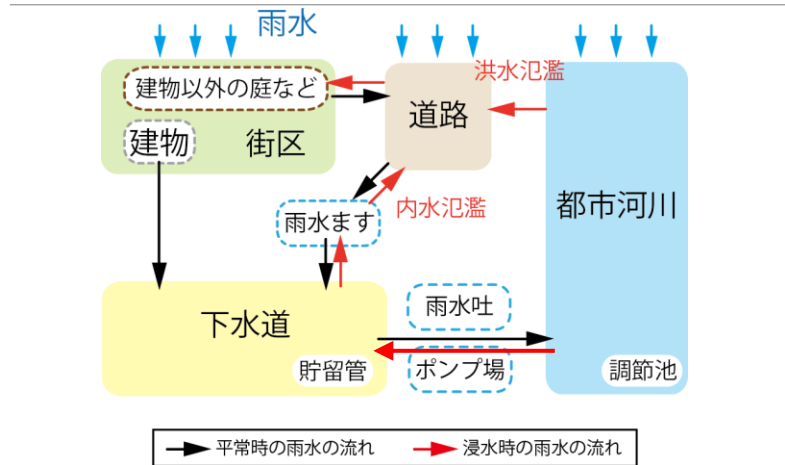 雨水
洪水氾濫
建物以外の庭など
道路
建物
街区
都市河川
内水氾濫
雨水ます
雨水吐
下水道
貯留管
ポンプ場
調節池
平常時の雨水の流れ
浸水時の雨水の流れ